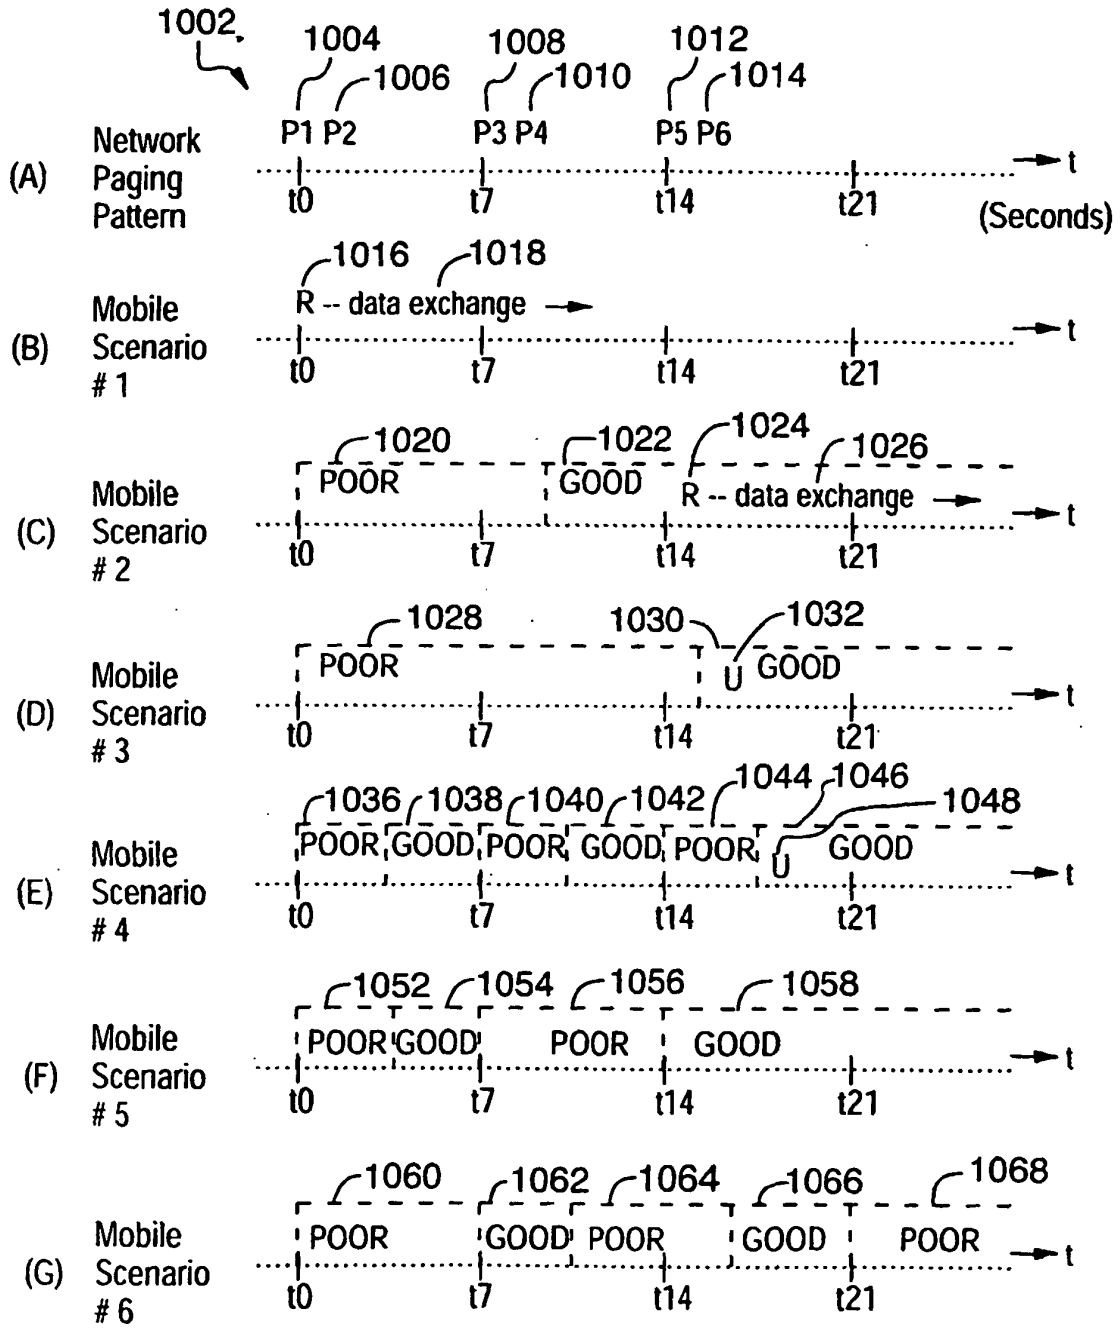 1002
1004
1008
1012
1006
1010
1014
P1 P2
P3 P4
P5 P6
(A)
Network
Paging
Pattern
t0
t7
t14
t21
t
(Seconds)
1016
1018
R -- data exchange
(B)
Mobile
Scenario
# 1
t0
t7
t14
t21
t
1020
1022
1024
1026
POOR
GOOD
R -- data exchange
(C)
Mobile
Scenario
# 2
t0
t7
t14
t21
t
1028
1030
1032
POOR
U
GOOD
(D)
Mobile
Scenario
# 3
t0
t7
t14
t21
t
1036
1038
1040
1042
1044
1046
1048
POOR
GOOD
POOR
GOOD
POOR
U
GOOD
(E)
Mobile
Scenario
# 4
t0
t7
t14
t21
t
1052
1054
1056
1058
POOR
GOOD
POOR
GOOD
(F)
Mobile
Scenario
# 5
t0
t7
t14
t21
t
1060
1062
1064
1066
1068
POOR
GOOD
POOR
GOOD
POOR
(G)
Mobile
Scenario
# 6
t0
t7
t14
t21
t